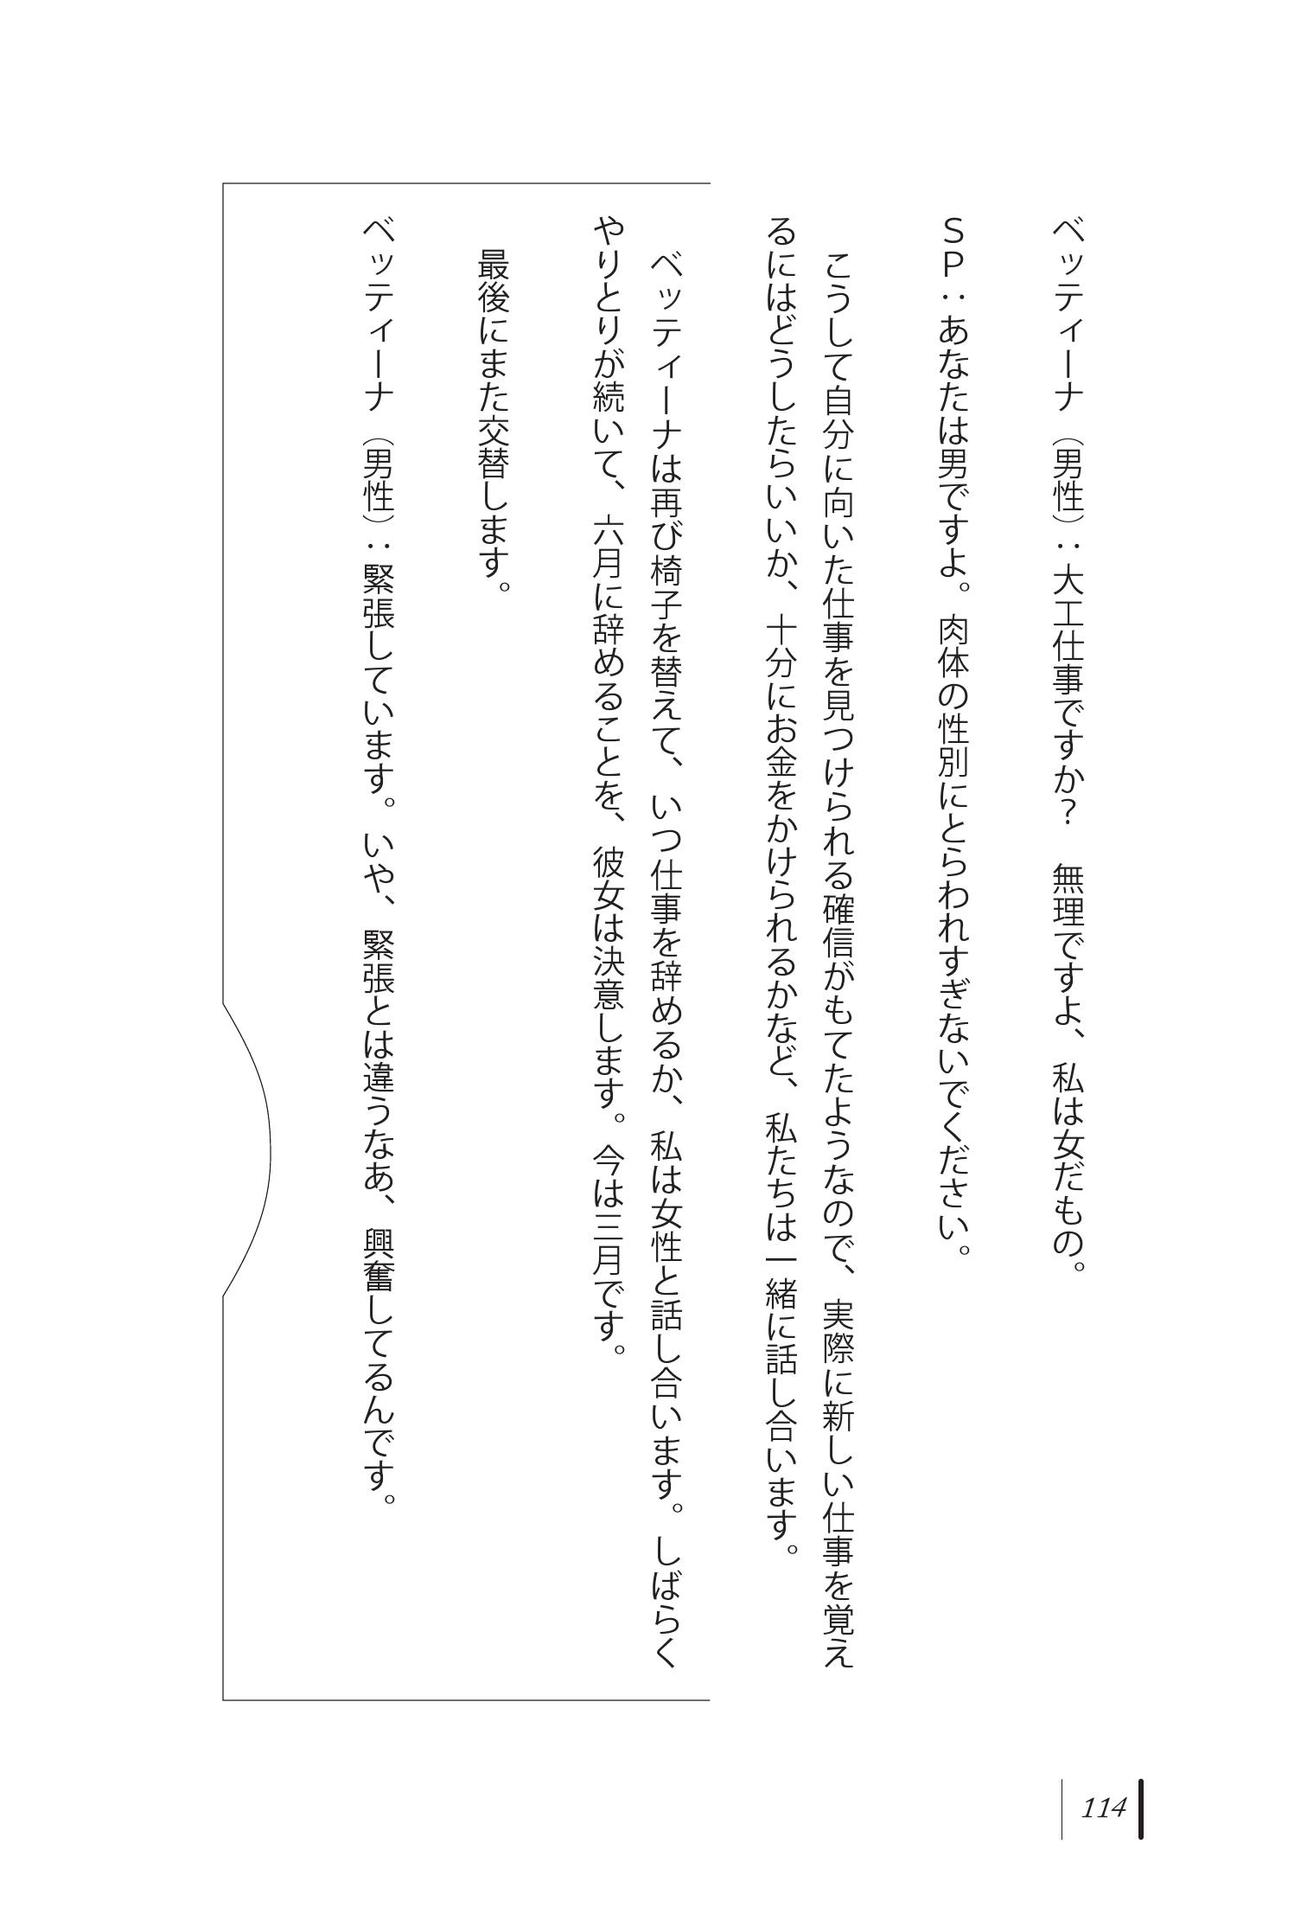 ベッティーナ（男性）：大工仕事ですか？　無理ですよ、私は女だもの。
ＳＰ：あなたは男ですよ。肉体の性別にとらわれすぎないでください。
　こうして自分に向いた仕事を見つけられる確信がもてたようなので、実際に新しい仕事を覚え
るにはどうしたらいいか、十分にお金をかけられるかなど、私たちは一緒に話し合います。
　ベッティーナは再び椅子を替えて、いつ仕事を辞めるか、私は女性と話し合います。しばらく
やりとりが続いて、六月に辞めることを、彼女は決意します。今は三月です。
　最後にまた交替します。
ベッティーナ（男性）：緊張しています。いや、緊張とは違うなあ、興奮してるんです。
114